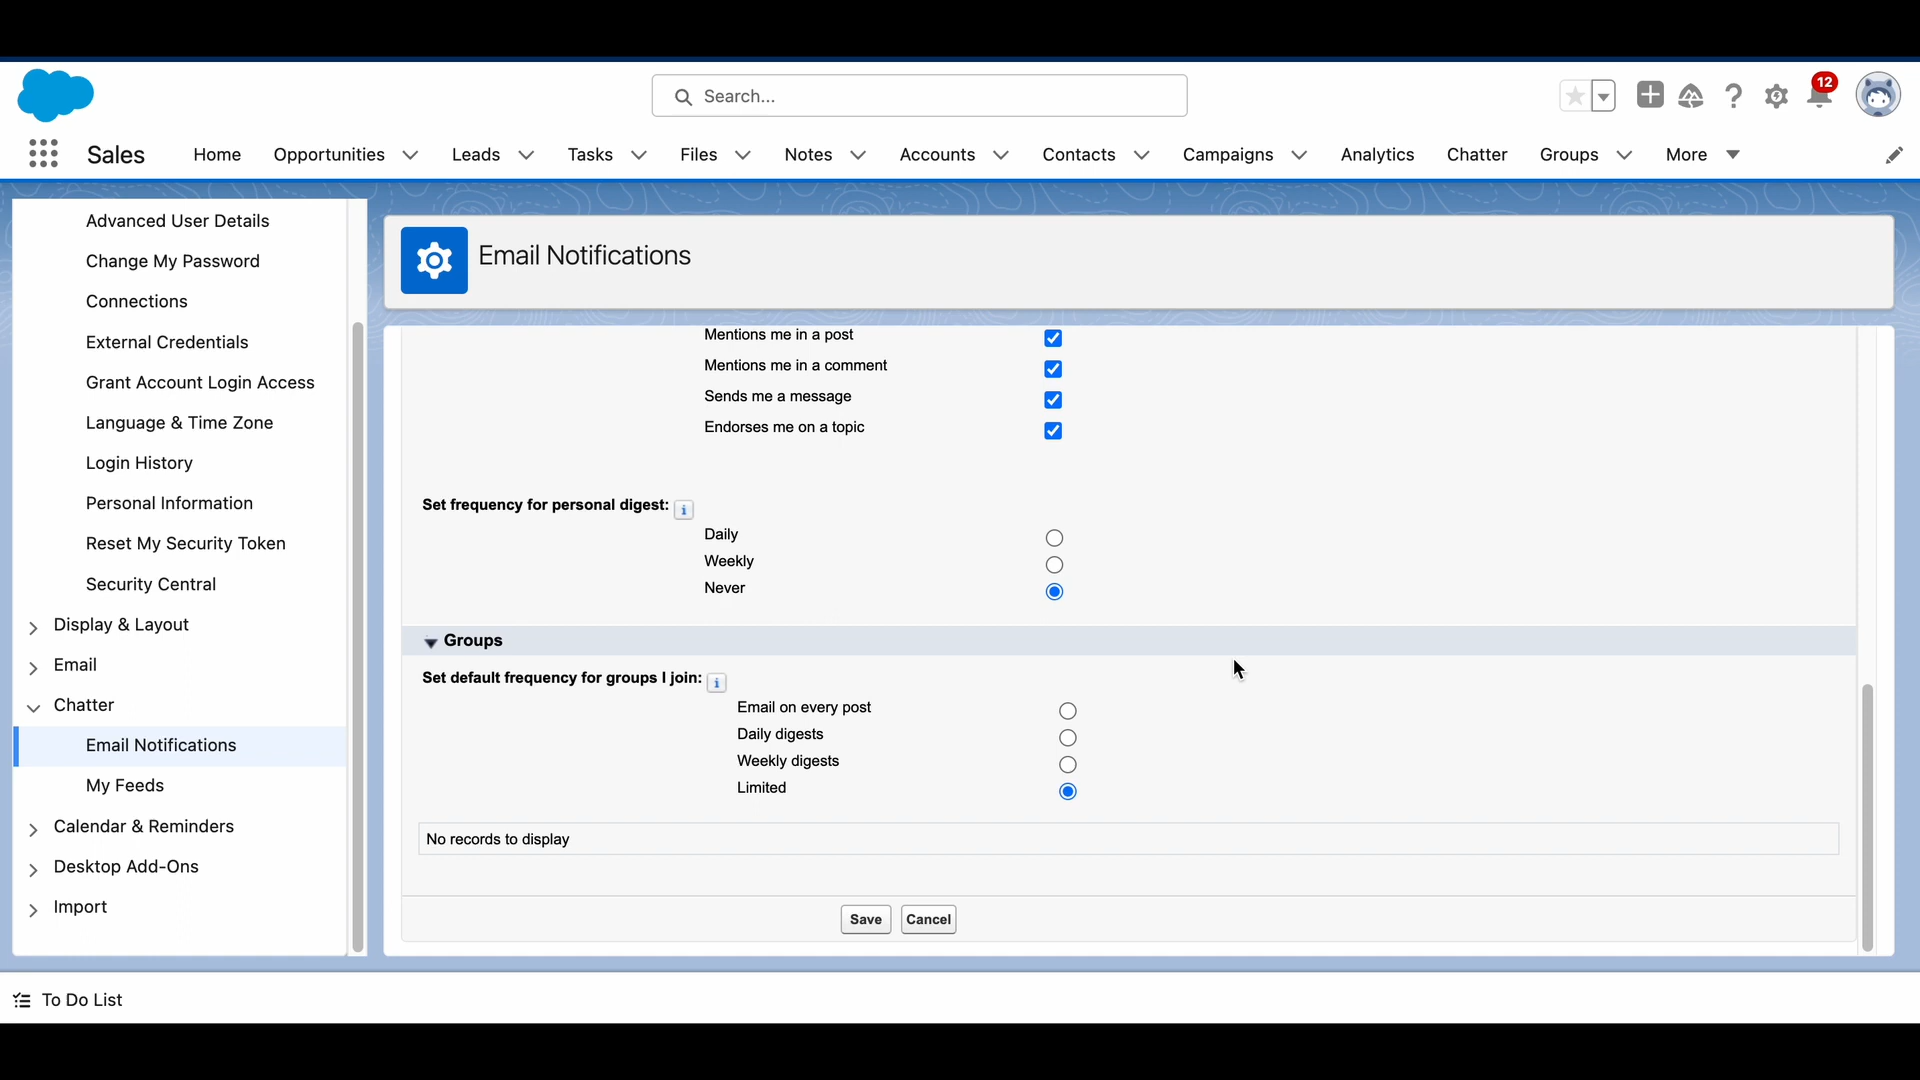 Search...
12
Sales
Home
Opportunities
Leads
Tasks
Files
Notes
Accounts
Contacts
Campaigns
Analytics
Chatter
Groups
More
Advanced User Details
Change My Password
Connections
External Credentials
Grant Account Login Access
Language & Time Zone
Login History
Personal Information
Reset My Security Token
Security Central
Display & Layout
Email
Chatter
Email Notifications
My Feeds
Calendar & Reminders
Desktop Add-Ons
Import
Email Notifications
Mentions me in a post
Mentions me in a comment
Sends me a message
Endorses me on a topic
Set frequency for personal digest:
Daily
Weekly
Never
Groups
Set default frequency for groups I join:
Email on every post
Daily digests
Weekly digests
Limited
No records to display
Save
Cancel
To Do List